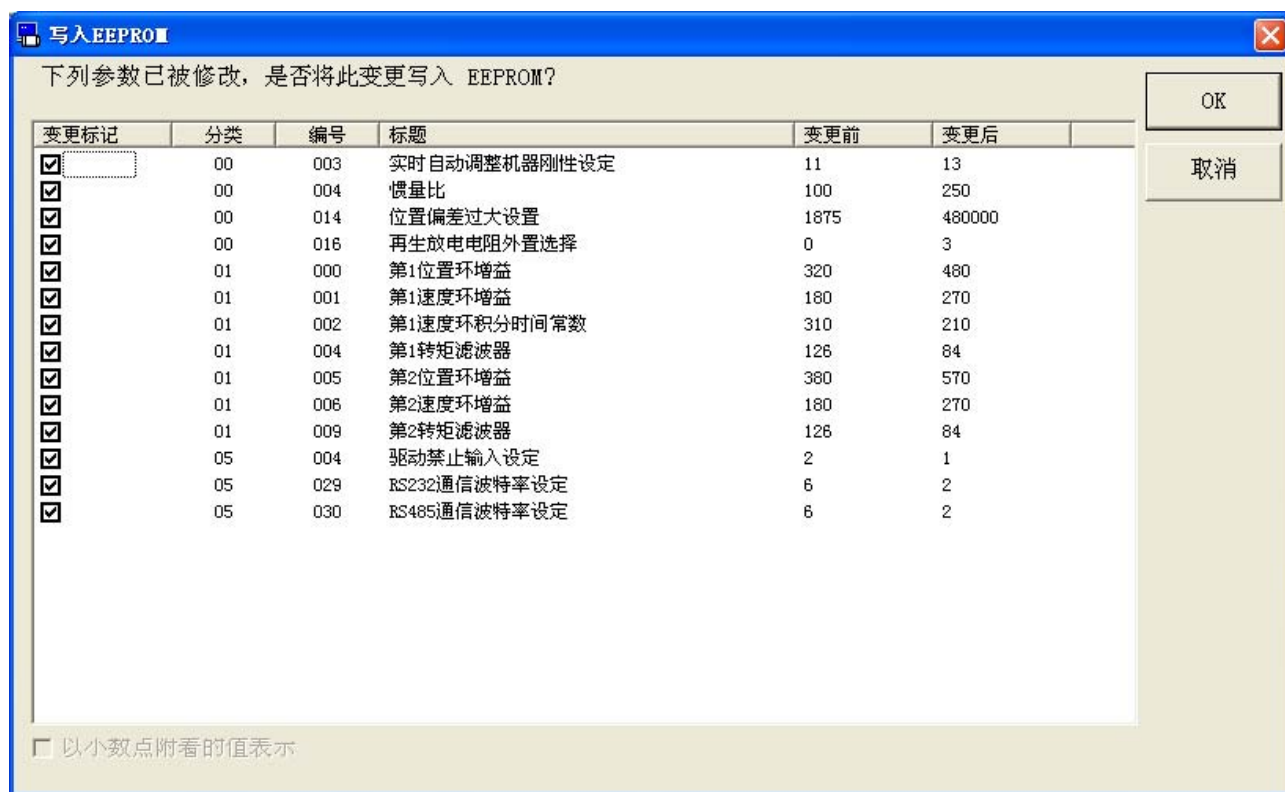 写入EEPROM
下列参数已被修改，是否将此变更写入 EEPROM?
OK
取消
变更标记 分类 编号 标题 变更前 变更后
00 003 实时自动调整机器刚性设定 11 13
00 004 惯量比 100 250
00 014 位置偏差过大设置 1875 480000
00 016 再生放电电阻外置选择 0 3
01 000 第1位置环增益 320 480
01 001 第1速度环增益 180 270
01 002 第1速度环积分时间常数 310 210
01 004 第1转矩滤波器 126 84
01 005 第2位置环增益 380 570
01 006 第2速度环增益 180 270
01 009 第2转矩滤波器 126 84
05 004 驱动禁止输入设定 2 1
05 029 RS232通信波特率设定 6 2
05 030 RS485通信波特率设定 6 2
以小数点附着的值表示